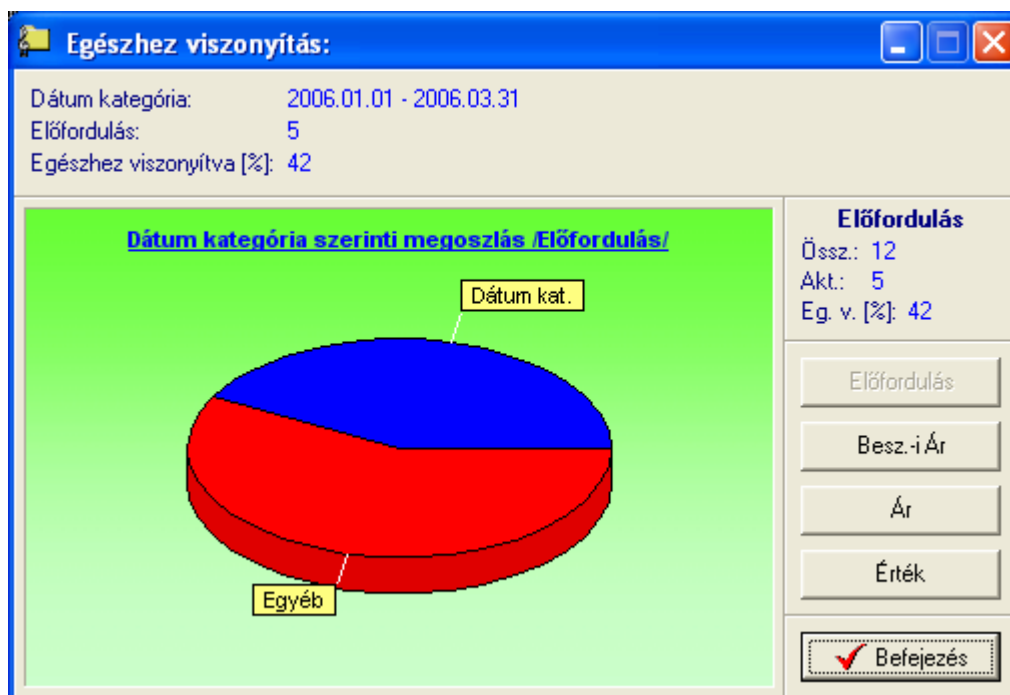 Egészhez viszonyítás:
Dátum kategória: 2006.01.01 - 2006.03.31
Előfordulás: 5
Egészhez viszonyítva [%]: 42
Dátum kategória szerinti megoszlás /Előfordulás/
Dátum kat.
Egyéb
Előfordulás
Össz.: 12
Akt.: 5
Eg. v. [%]: 42
Előfordulás
Besz.-i Ár
Ár
Érték
Befejezés